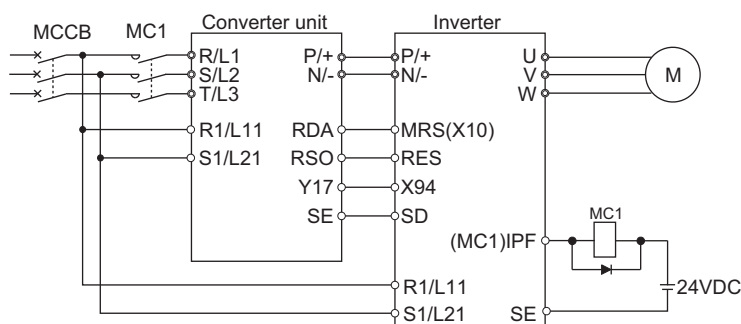 MCCB MC1 Converter unit Inverter
R/L1 P/+ P/+ U
S/L2 N/- N/- V M
T/L3 W
R1/L11 RDA MRS(X10)
S1/L21 RSO RES
Y17 X94
SE SD
MC1
(MC1)IPF
R1/L11 24VDC
S1/L21 SE